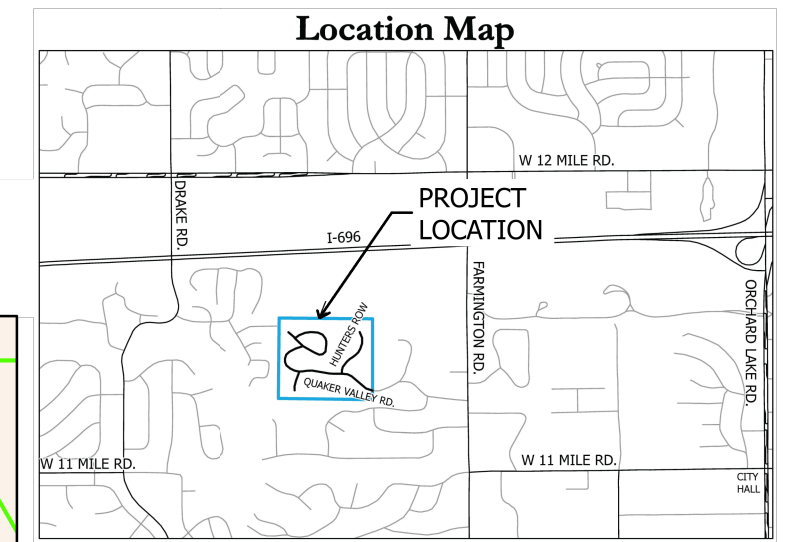 Location Map
W 12 MILE RD.
DRAKE RD.
PROJECT
LOCATION
I-696
FARMINGTON RD.
ORCHARD LAKE RD.
HUNTERS ROW
QUAKER VALLEY RD.
W 11 MILE RD.
W 11 MILE RD.
CITY
HALL